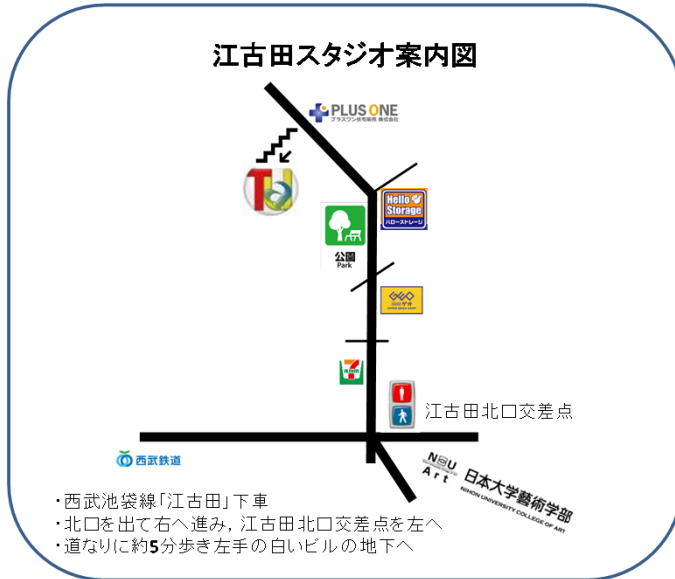 江古田スタジオ案内図
PLUS ONE
プラスワン住宅販売 株式会社
TU
Hello
Storage
ハローストレージ
公園
Park
GEO
ゲオ
7
江古田北口交差点
西武鉄道
N@U
Art
日本大学藝術学部
NIHON UNIVERSITY COLLEGE OF ART
・西武池袋線「江古田」下車
・北口を出て右へ進み，江古田北口交差点を左へ
・道なりに約5分歩き左手の白いビルの地下へ